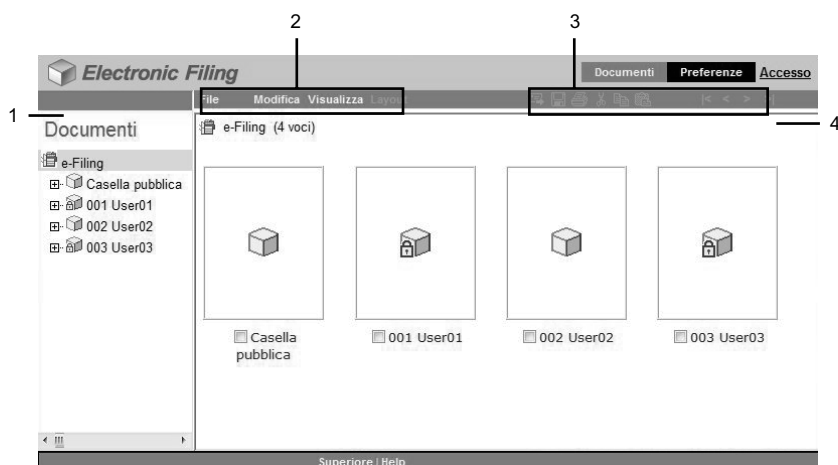 2
3
Electronic Filing
Documenti Preferenze Accesso
File Modifica Visualizza Layout
1
4
Documenti
e-Filing (4 voci)
e-Filing
Casella pubblica
001 User01
002 User02
003 User03
Casella pubblica
001 User01
002 User02
003 User03
Superiore | Help